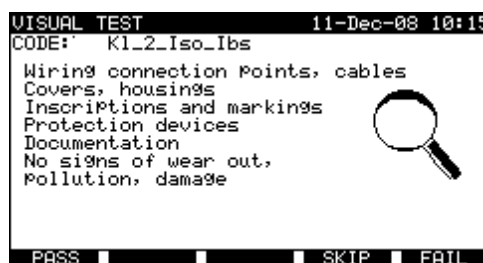 VISUAL TEST 11-Dec-08 10:15
CODE: Kl_2_Iso_Ibs
Wiring connection points, cables
Covers, housings
Inscriptions and markings
Protection devices
Documentation
No signs of wear out,
pollution, damage
PASS SKIP FAIL